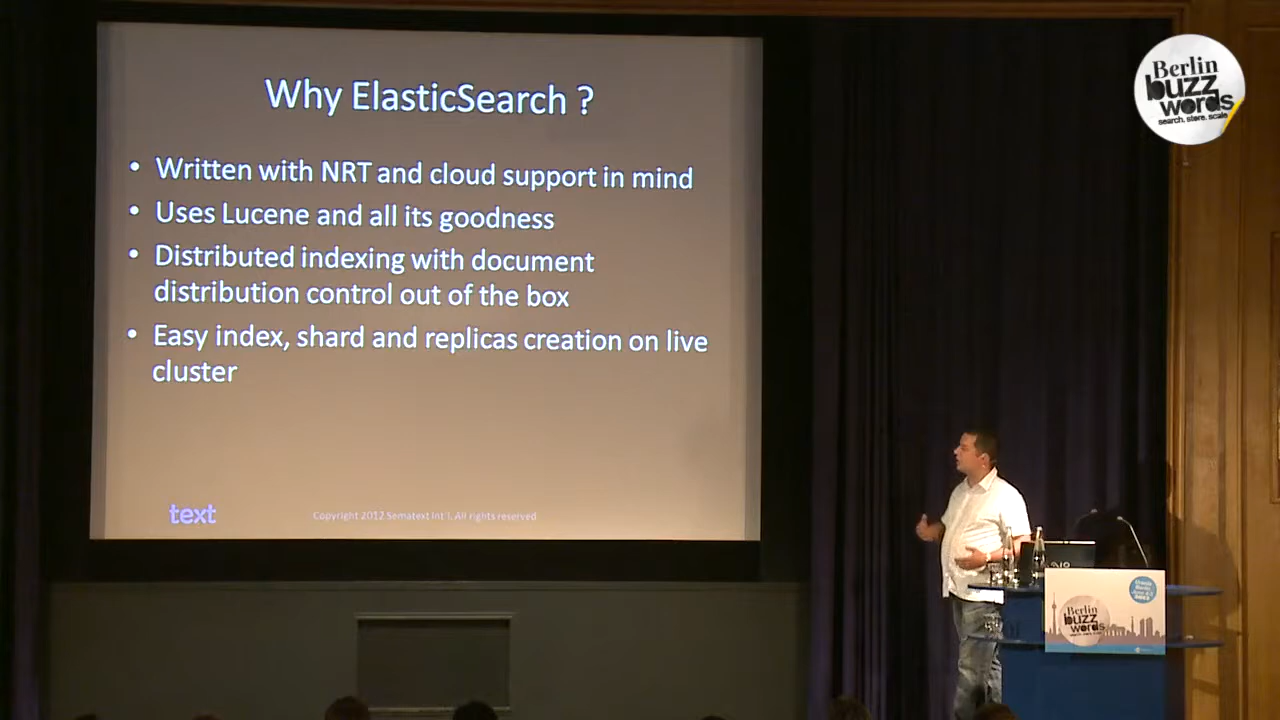 Why ElasticSearch ?
• Written with NRT and cloud support in mind
• Uses Lucene and all its goodness
• Distributed indexing with document
distribution control out of the box
• Easy index, shard and replicas creation on live
cluster
text
Copyright 2012 Sematext Int'l. All rights reserved
Berlin
buzz
words
search. store. scale
Berlin
buzz
words